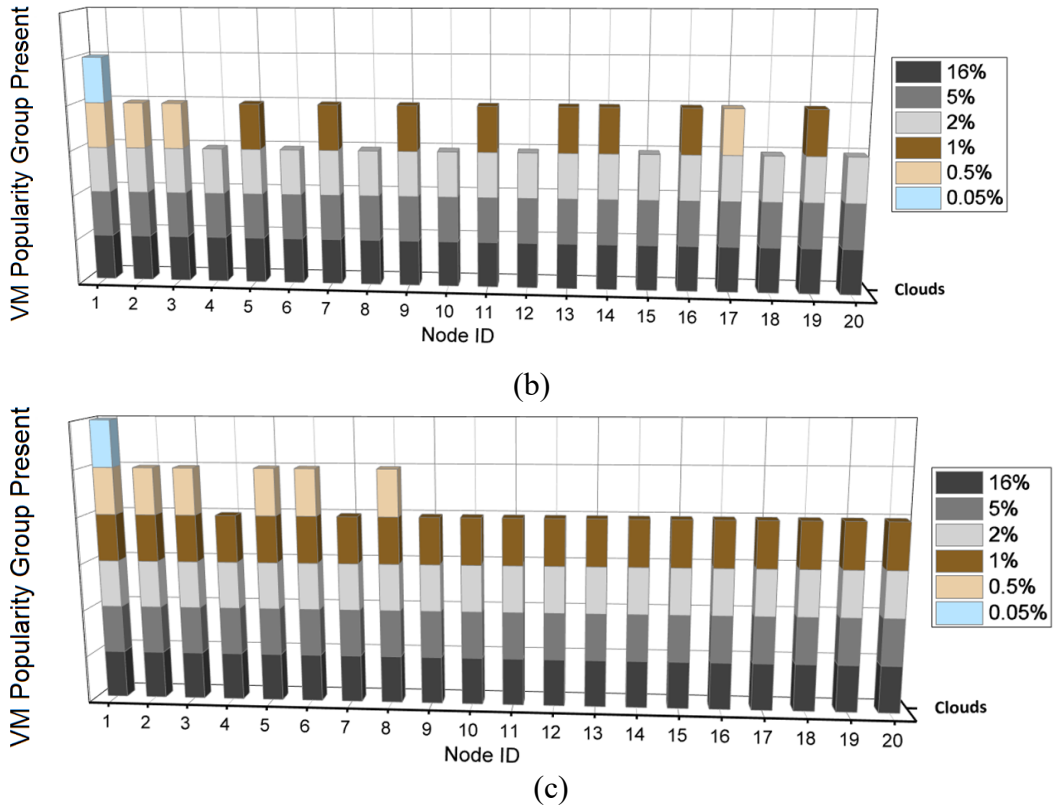 VM Popularity Group Present
16%
5%
2%
1%
0.5%
0.05%
Clouds
1 2 3 4 5 6 7 8 9 10 11 12 13 14 15 16 17 18 19 20
Node ID
(b)
VM Popularity Group Present
16%
5%
2%
1%
0.5%
0.05%
Clouds
1 2 3 4 5 6 7 8 9 10 11 12 13 14 15 16 17 18 19 20
Node ID
(c)